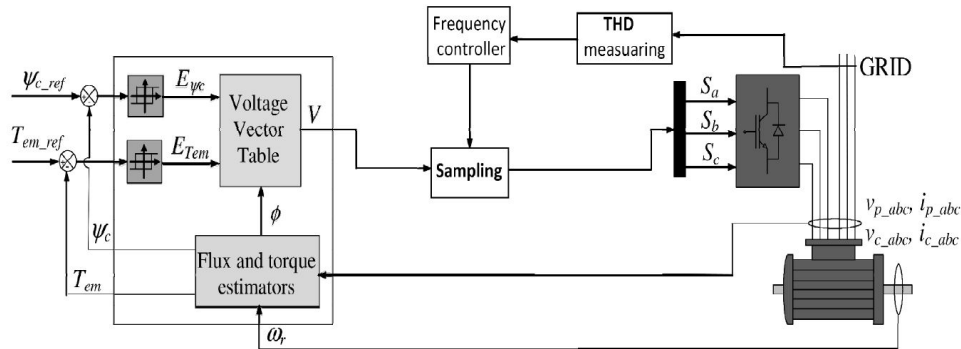 Frequency
controller
THD
measuaring
GRID
ψc_ref
Eψc
Voltage
Vector
Table
V
Sa
Sb
Sc
Tem_ref
ETem
Sampling
ϕ
vp_abc, ip_abc
vc_abc, ic_abc
ψc
Flux and torque
estimators
Tem
ωr